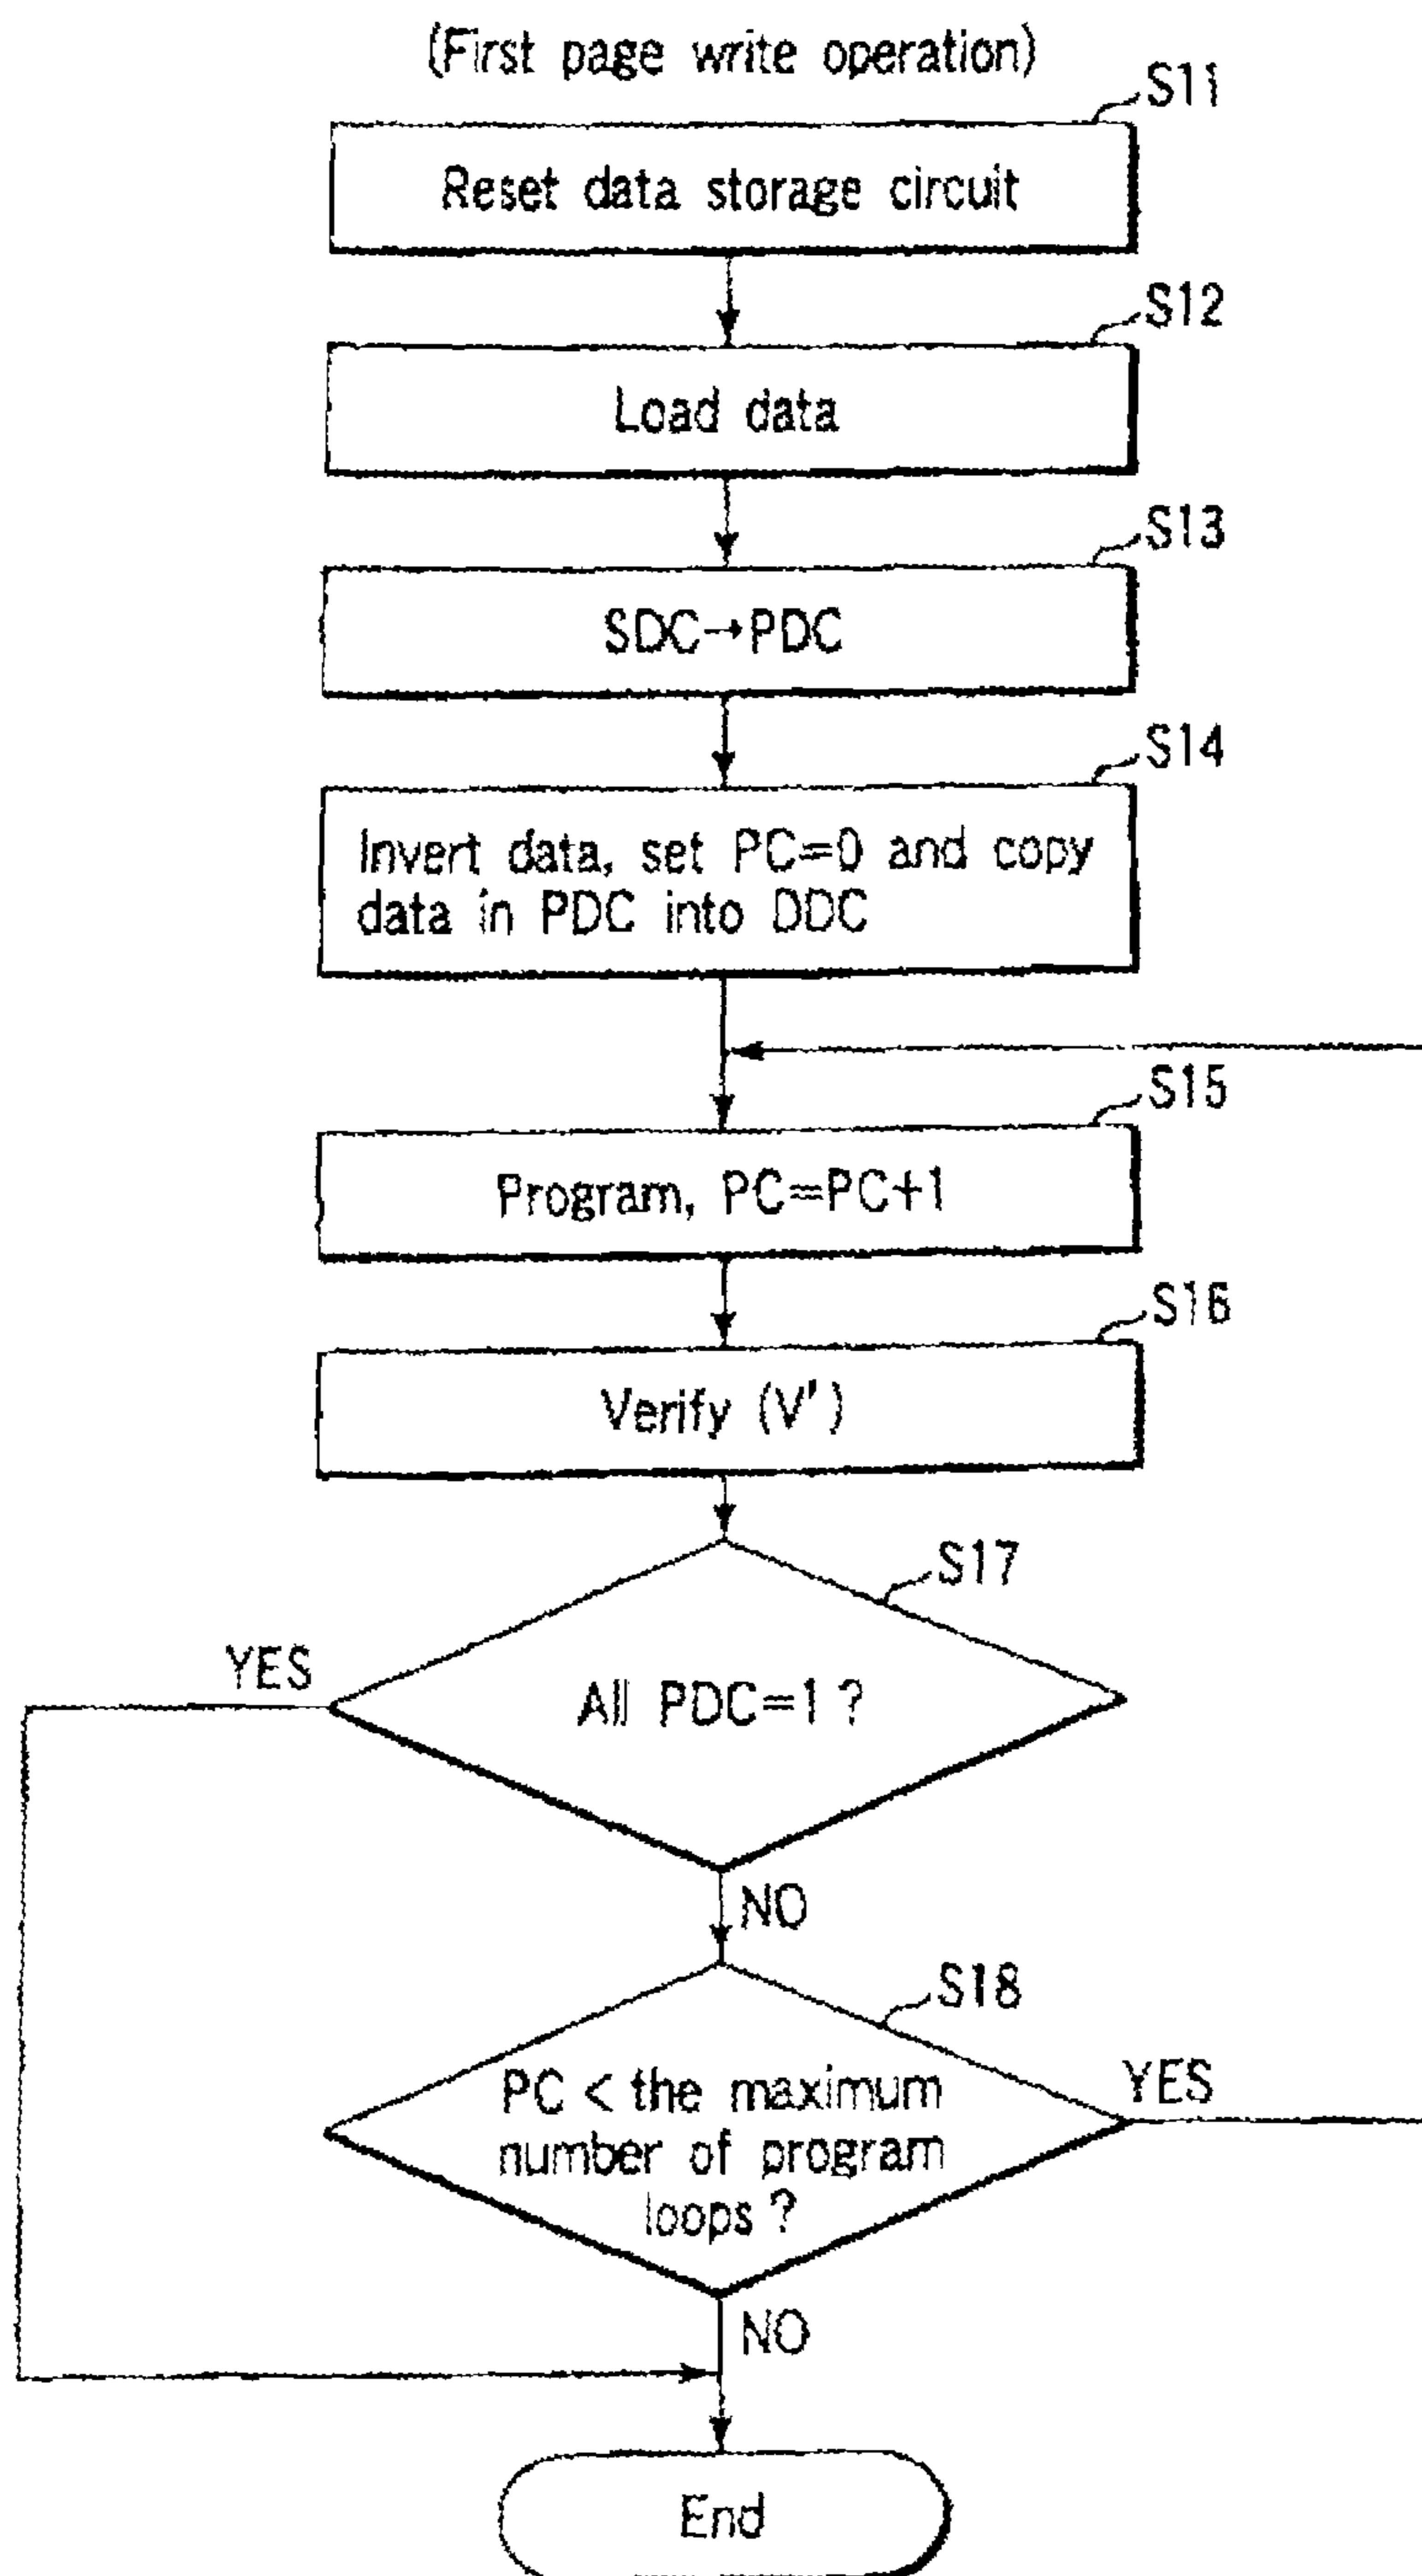 (First page write operation)
S11
Reset data storage circuit
S12
Load data
S13
SDC→PDC
S14
Invert data, set PC=0 and copy
data in PDC into DDC
S15
Program, PC=PC+1
S16
Verify (V')
S17
YES
All PDC=1 ?
NO
S18
PC < the maximum
number of program
loops ?
YES
NO
End